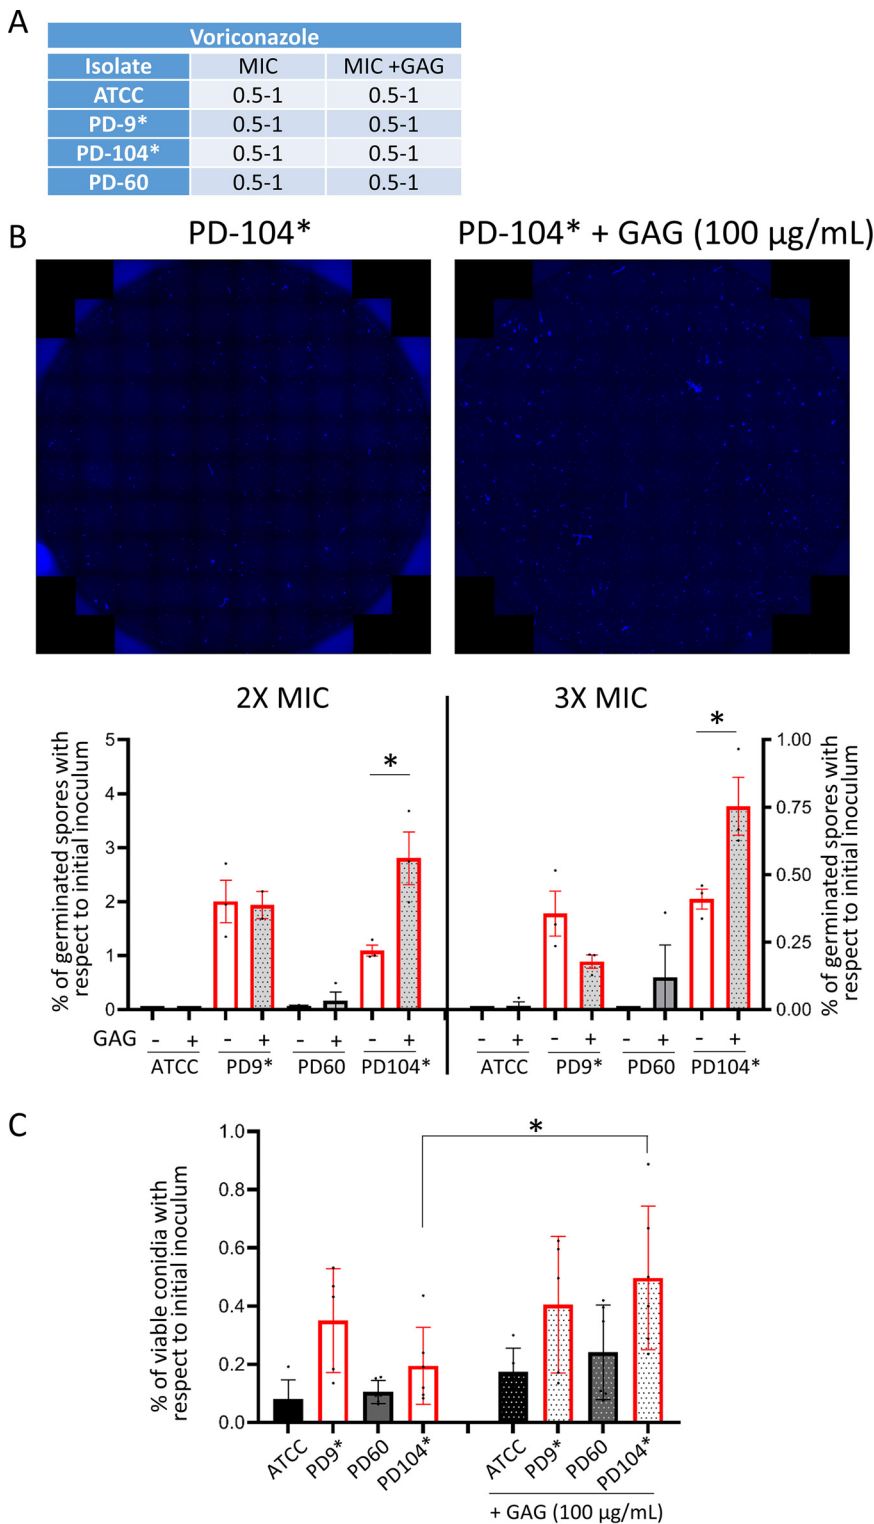 A
Voriconazole
Isolate MIC MIC +GAG
ATCC 0.5-1 0.5-1
PD-9* 0.5-1 0.5-1
PD-104* 0.5-1 0.5-1
PD-60 0.5-1 0.5-1
B
PD-104* PD-104* + GAG (100 µg/mL)
2X MIC 3X MIC
% of germinated spores with
respect to initial inoculum
5
4
3
2
1
0
*
*
1.00
0.75
0.50
0.25
0.00
% of germinated spores with
respect to initial inoculum
GAG - + - + - + - + - + - + - + - +
ATCC PD9* PD60 PD104* ATCC PD9* PD60 PD104*
C
% of viable conidia with
respect to initial inoculum
1.0
0.8
0.6
0.4
0.2
0.0
*
ATCC PD9* PD60 PD104* ATCC PD9* PD60 PD104*
+ GAG (100 µg/mL)